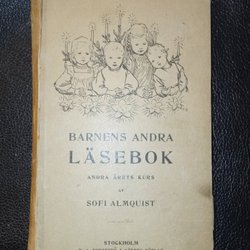 BARNENS ANDRA
LÄSEBOK
ANDRA ÅRETS KURS
AV
SOFI ALMQUIST
STOCKHOLM